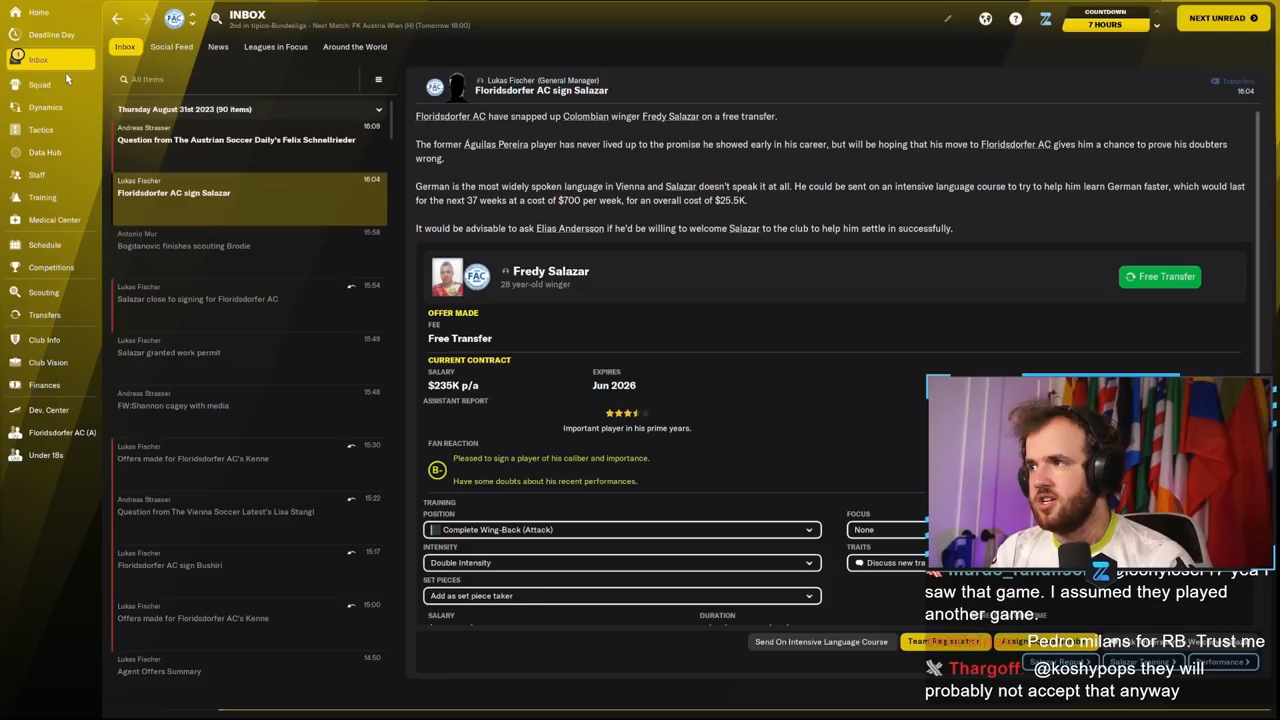 Home
Deadline Day
Inbox
Squad
Dynamics
Tactics
Data Hub
Staff
Training
Medical Center
Schedule
Competitions
Scouting
Transfers
Club Info
Club Vision
Finances
Dev. Center
Floridsdorfer AC (A)
Under 18s
1
FAC
INBOX
2nd in tipico-Bundesliga - Next Match: FK Austria Wien (H) (Tomorrow 18:00)
COUNTDOWN
7 HOURS
NEXT UNREAD
Inbox
Social Feed
News
Leagues in Focus
Around the World
All Items
Thursday August 31st 2023 (90 items)
Andreas Strasser 16:09
Question from The Austrian Soccer Daily's Felix Schnellrieder
Lukas Fischer 16:04
Floridsdorfer AC sign Salazar
Antonio Mur 15:58
Bogdanovic finishes scouting Brodie
Lukas Fischer 15:54
Salazar close to signing for Floridsdorfer AC
Lukas Fischer 15:49
Salazar granted work permit
Andreas Strasser 15:48
FW:Shannon cagey with media
Lukas Fischer 15:30
Offers made for Floridsdorfer AC's Kenne
Andreas Strasser 15:22
Question from The Vienna Soccer Latest's Lisa Stangl
Lukas Fischer 15:17
Floridsdorfer AC sign Bushiri
Lukas Fischer 15:00
Offers made for Floridsdorfer AC's Kenne
Lukas Fischer 14:50
Agent Offers Summary
Lukas Fischer (General Manager)
Floridsdorfer AC sign Salazar
Transfers
16:04
Floridsdorfer AC have snapped up Colombian winger Fredy Salazar on a free transfer.
The former Águilas Pereira player has never lived up to the promise he showed early in his career, but will be hoping that his move to Floridsdorfer AC gives him a chance to prove his doubters
wrong.
German is the most widely spoken language in Vienna and Salazar doesn't speak it at all. He could be sent on an intensive language course to try to help him learn German faster, which would last
for the next 37 weeks at a cost of $700 per week, for an overall cost of $25.5K.
It would be advisable to ask Elias Andersson if he'd be willing to welcome Salazar to the club to help him settle in successfully.
FAC
Fredy Salazar
28 year-old winger
Free Transfer
OFFER MADE
FEE
Free Transfer
CURRENT CONTRACT
SALARY EXPIRES
$235K p/a Jun 2026
ASSISTANT REPORT
Important player in his prime years.
FAN REACTION
B-
Pleased to sign a player of his caliber and importance.
Have some doubts about his recent performances.
TRAINING
POSITION FOCUS
Complete Wing-Back (Attack) None
INTENSITY TRAITS
Double Intensity Discuss new tra
SET PIECES
Add as set piece taker
SALARY DURATION
Send On Intensive Language Course
saw that game. I assumed they played
another game.
Pedro milans for RB. Trust me
Thargoff: @koshypops they will
probably not accept that anyway
Performance >